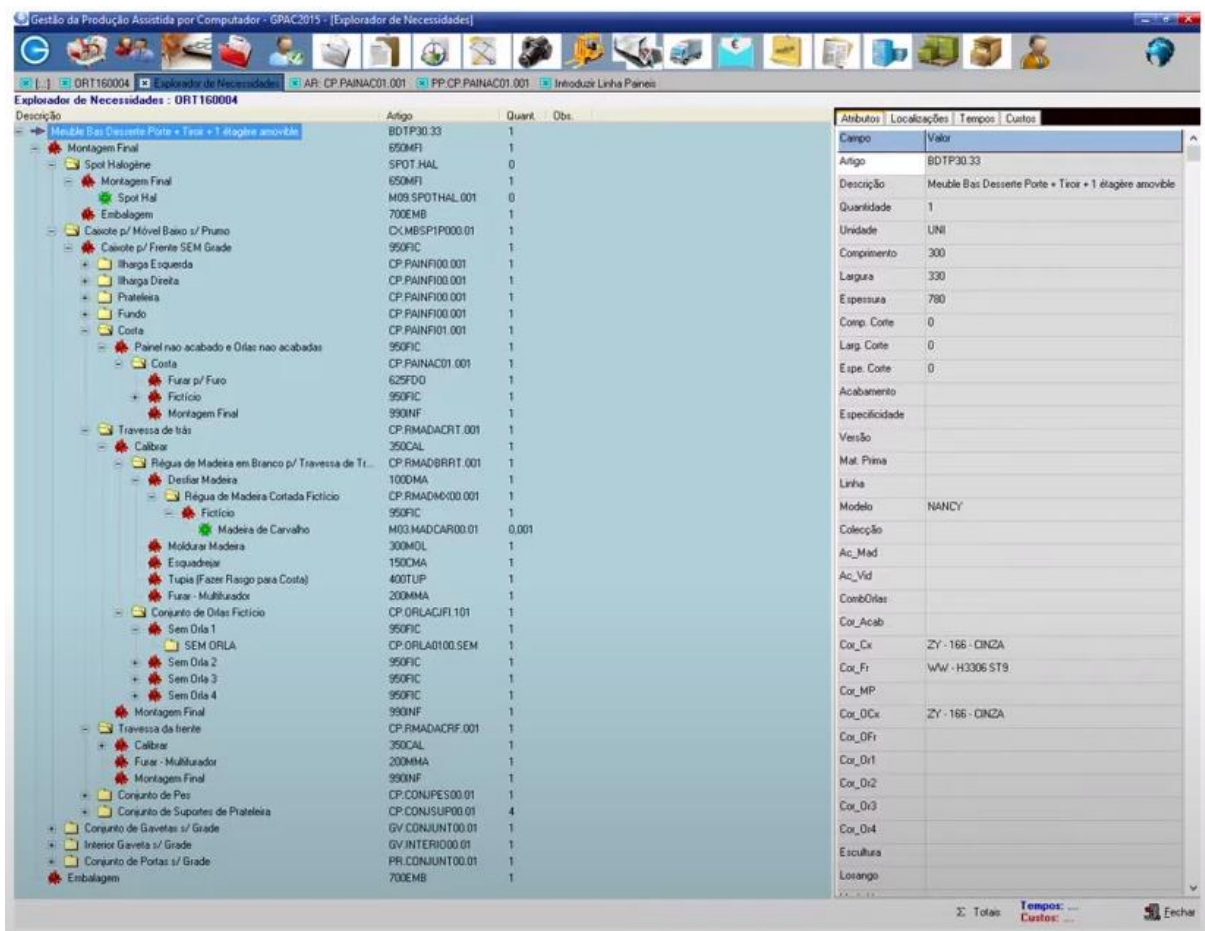 Gestão da Produção Assistida por Computador - GPAC2015 - [Explorador de Necessidades]
[...] ORT160004 Explorador de Necessidades AR: CP.PAINAC01.001 PP:CP.PAINAC01.001 Introduzir Linha Paineis
Explorador de Necessidades : ORT160004
Descrição Artigo Quant. Obs.
Meuble Bas Desserte Porte + Tiroir + 1 étagère amovible BDTP30.33 1
Montagem Final 650MFI 1
Spot Halogène SPOT.HAL 0
Montagem Final 650MFI 1
Spot Hal M09.SPOTHAL.001 0
Embalagem 700EMB 1
Caixote p/ Móvel Baixo s/ Prumo CX.MBSP1P000.01 1
Caixote p/ Frente SEM Grade 950FIC 1
Ilharga Esquerda CP.PAINFI00.001 1
Ilharga Direita CP.PAINFI00.001 1
Prateleira CP.PAINFI00.001 1
Fundo CP.PAINFI00.001 1
Costa CP.PAINFI01.001 1
Painel nao acabado e Orlas nao acabadas 950FIC 1
Costa CP.PAINAC01.001 1
Furar p/ Furo 625FDO 1
Fictício 950FIC 1
Montagem Final 990INF 1
Travessa de trás CP.RMADACRT.001 1
Calibrar 350CAL 1
Régua de Madeira em Branco p/ Travessa de Tr... CP.RMADBRRT.001 1
Desfiar Madeira 100DMA 1
Régua de Madeira Cortada Fictício CP.RMADMX00.001 1
Fictício 950FIC 1
Madeira de Carvalho M03.MADCAR00.01 0,001
Moldurar Madeira 300MOL 1
Esquadrejar 150CMA 1
Tupia (Fazer Rasgo para Costa) 400TUP 1
Furar - Multifurador 200MMA 1
Conjunto de Orlas Fictício CP.ORLACJFI.101 1
Sem Orla 1 950FIC 1
SEM ORLA CP.ORLA0100.SEM 1
Sem Orla 2 950FIC 1
Sem Orla 3 950FIC 1
Sem Orla 4 950FIC 1
Montagem Final 990INF 1
Travessa da frente CP.RMADACRF.001 1
Calibrar 350CAL 1
Furar - Multifurador 200MMA 1
Montagem Final 990INF 1
Conjunto de Pes CP.CONJPES00.01 1
Conjunto de Suportes de Prateleira CP.CONJSUP00.01 4
Conjunto de Gavetas s/ Grade GV.CONJUNT00.01 1
Interior Gaveta s/ Grade GV.INTERIO00.01 1
Conjunto de Portas s/ Grade PR.CONJUNT00.01 1
Embalagem 700EMB 1
Atributos Localizações Tempos Custos
Campo Valor
Artigo BDTP30.33
Descrição Meuble Bas Desserte Porte + Tiroir + 1 étagère amovible
Quantidade 1
Unidade UNI
Comprimento 300
Largura 330
Espessura 780
Comp. Corte 0
Larg. Corte 0
Espe. Corte 0
Acabamento
Especificidade
Versão
Mat. Prima
Linha
Modelo NANCY
Colecção
Ac_Mad
Ac_Vid
CombOrlas
Cor_Acab
Cor_Cx ZY - 166 - CINZA
Cor_Fr WW - H3306 ST9
Cor_MP
Cor_OCx ZY - 166 - CINZA
Cor_OFr
Cor_Or1
Cor_Or2
Cor_Or3
Cor_Or4
Escultura
Losango
Σ Totais Tempos: ... Fechar
Custos: ...